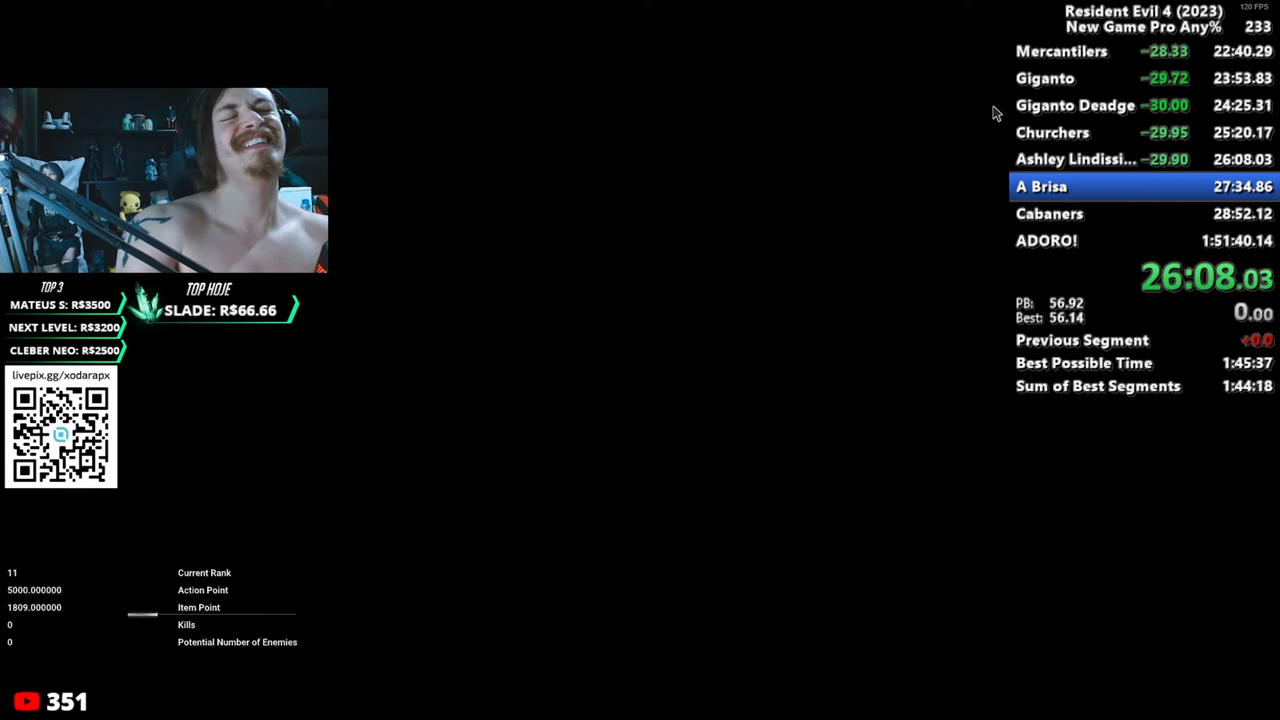 120 FPS
Resident Evil 4 (2023)
New Game Pro Any% 233
Mercantilers −28.33 22:40.29
Giganto −29.72 23:53.83
Giganto Deadge −30.00 24:25.31
Churchers −29.95 25:20.17
Ashley Lindissi... −29.90 26:08.03
A Brisa 27:34.86
Cabaners 28:52.12
ADORO! 1:51:40.14
26:08.03
PB: 56.92
Best: 56.14
0.00
Previous Segment +0.0
Best Possible Time 1:45:37
Sum of Best Segments 1:44:18
TOP 3
MATEUS S: R$3500
NEXT LEVEL: R$3200
CLEBER NEO: R$2500
TOP HOJE
SLADE: R$66.66
livepix.gg/xodarapx
11 Current Rank
5000.000000 Action Point
1809.000000 Item Point
0 Kills
0 Potential Number of Enemies
351